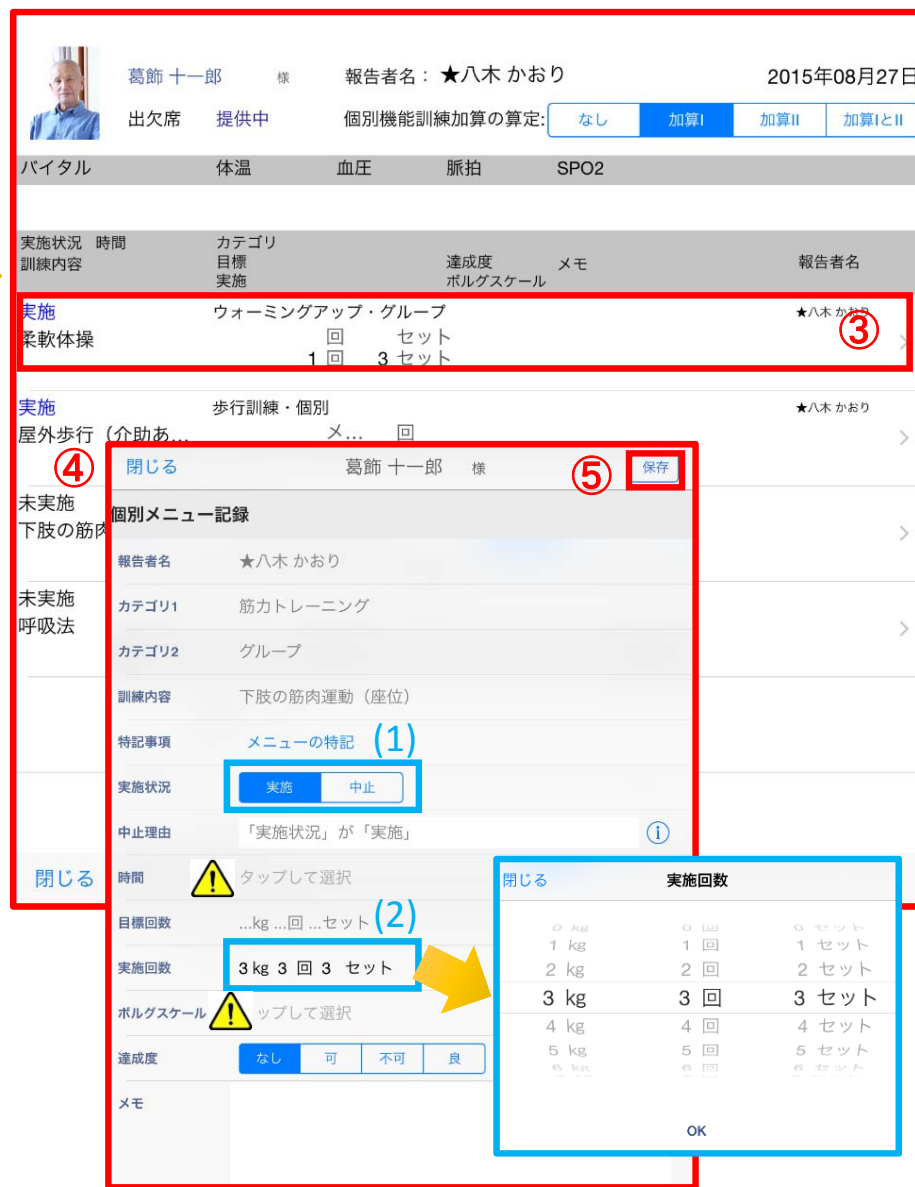 葛飾 十一郎 様 報告者名： ★八木 かおり 2015年08月27日
出欠席 提供中 個別機能訓練加算の算定: なし 加算I 加算II 加算IとII
バイタル 体温 血圧 脈拍 SPO2
実施状況 時間 カテゴリ
訓練内容 目標 達成度 メモ 報告者名
実施 ボルグスケール
実施 ウォーミングアップ・グループ ★八木 かおり
③
柔軟体操 回 セット
1 回 3 セット
実施 歩行訓練・個別 ★八木 かおり
屋外歩行（介助あ... メ... 回
未実施
下肢の筋肉
未実施
呼吸法
閉じる
④
閉じる 葛飾 十一郎 様 ⑤ 保存
個別メニュー記録
報告者名 ★八木 かおり
カテゴリ1 筋力トレーニング
カテゴリ2 グループ
訓練内容 下肢の筋肉運動（座位）
特記事項 メニューの特記 (1)
実施状況 実施 中止
中止理由 「実施状況」が「実施」
時間 タップして選択
目標回数 ...kg ...回 ...セット (2)
実施回数 3 kg 3 回 3 セット
ボルグスケール ップして選択
達成度 なし 可 不可 良
メモ
閉じる 実施回数
0 kg 0 回 0 セット
1 kg 1 回 1 セット
2 kg 2 回 2 セット
3 kg 3 回 3 セット
4 kg 4 回 4 セット
5 kg 5 回 5 セット
6 kg 6 回 6 セット
OK